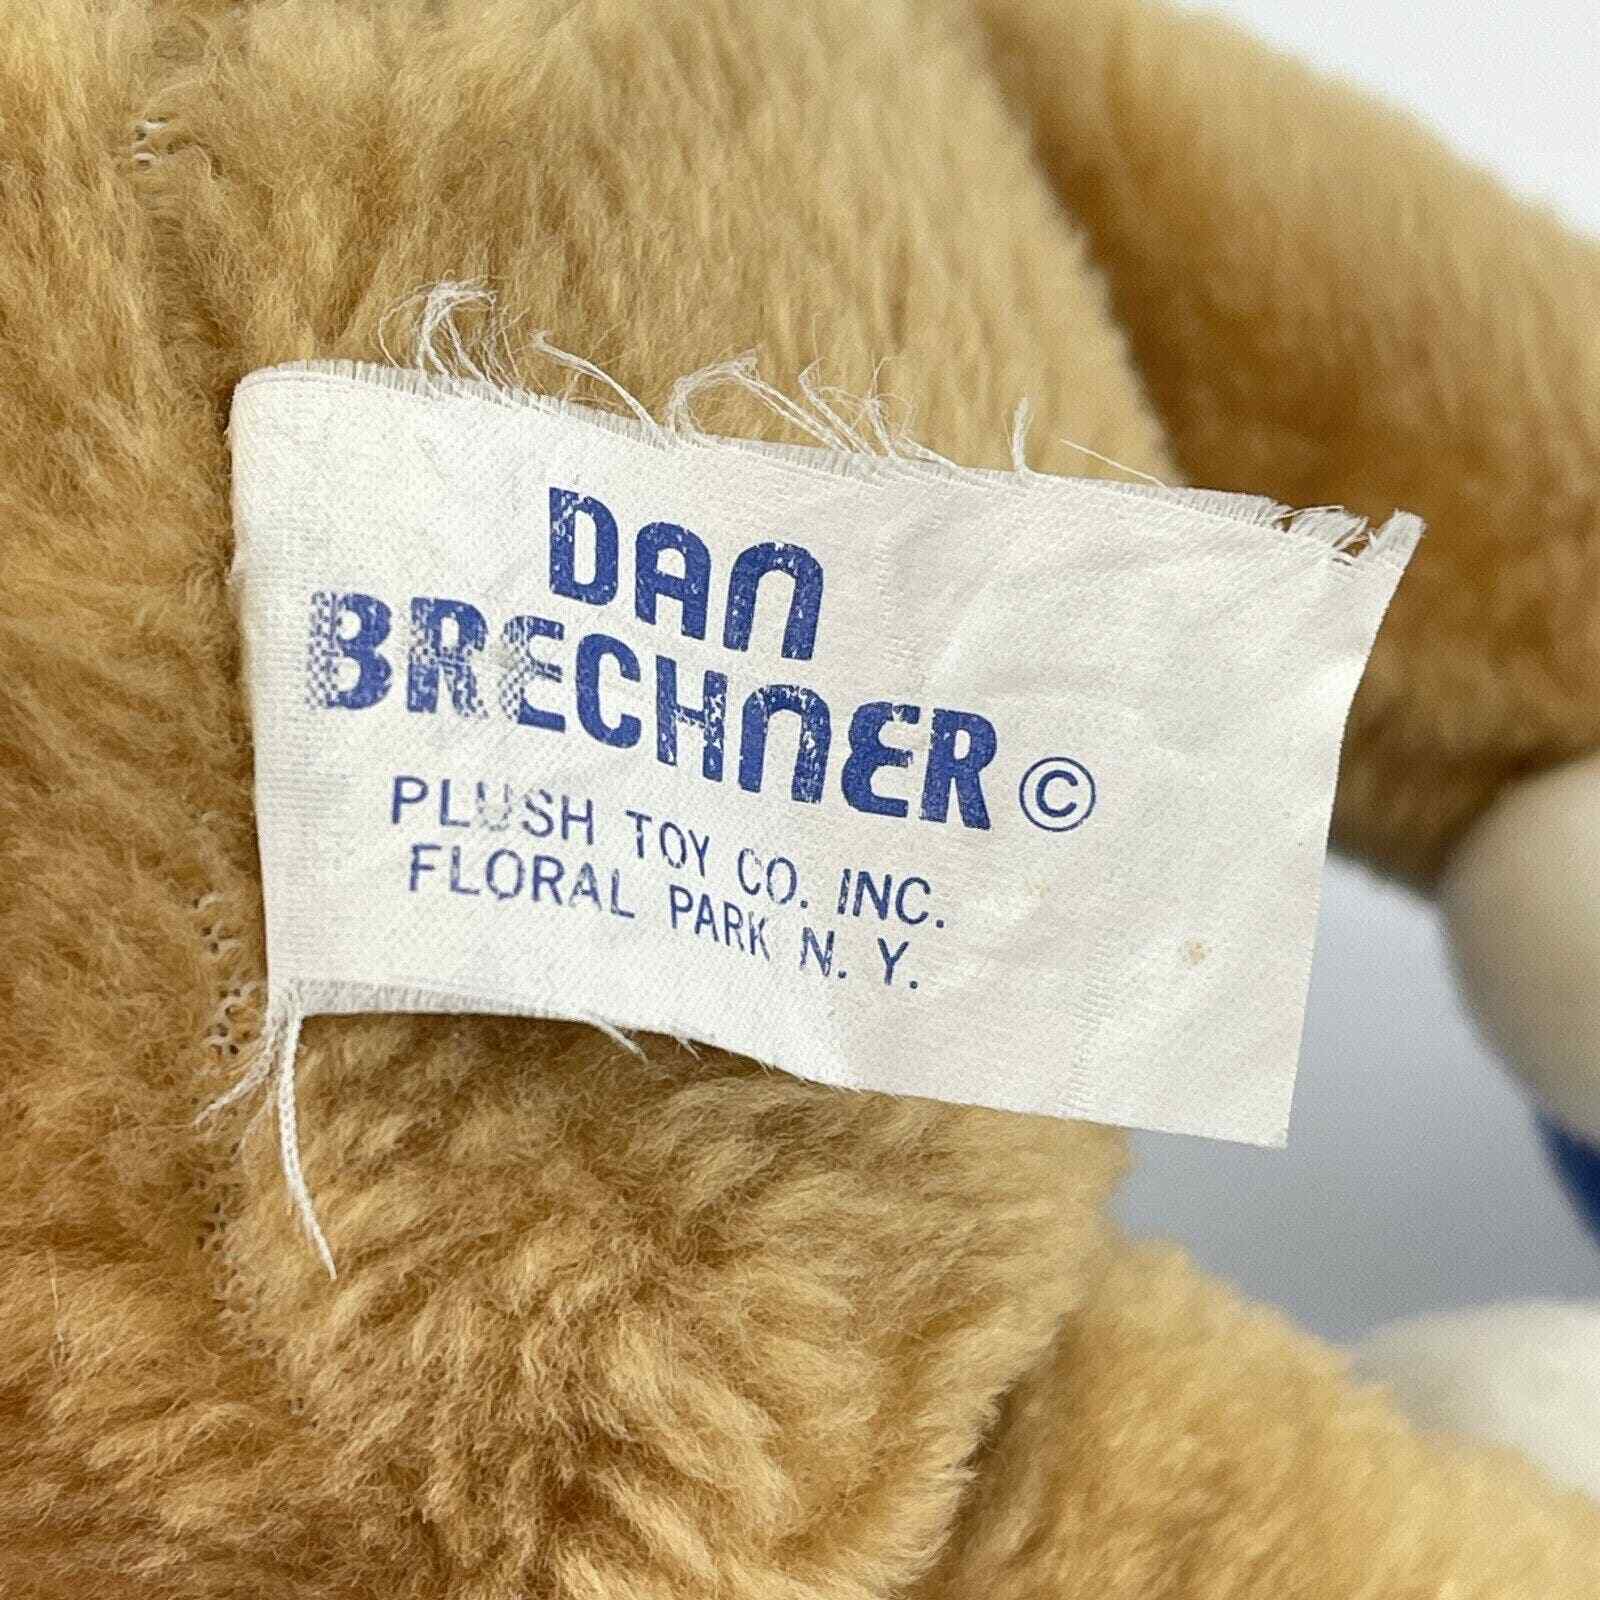 DAN
BRECHNER ©
PLUSH TOY CO. INC.
FLORAL PARK N. Y.